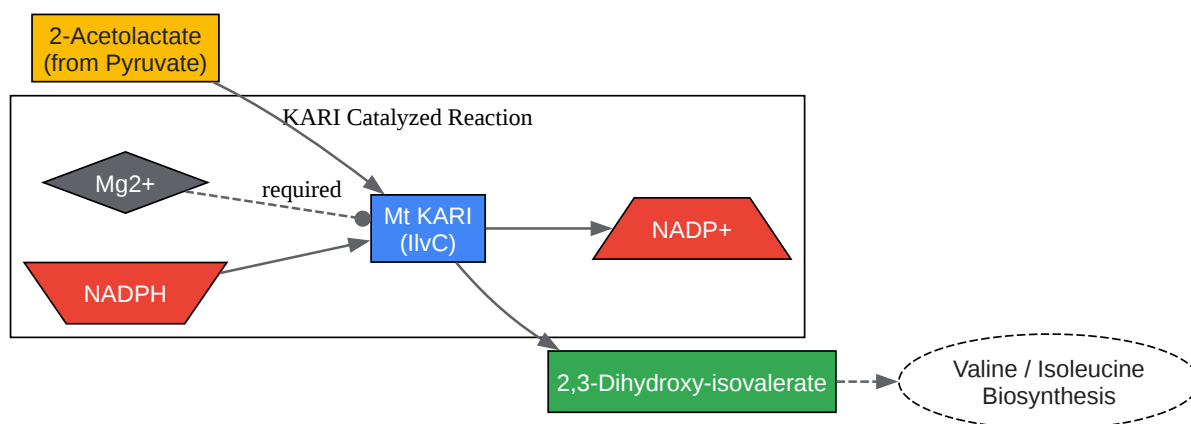 2-Acetolactate
(from Pyruvate)
KARI Catalyzed Reaction
Mg2+
required
Mt KARI
(IlvC)
NADP+
NADPH
2,3-Dihydroxy-isovalerate
Valine / Isoleucine
Biosynthesis